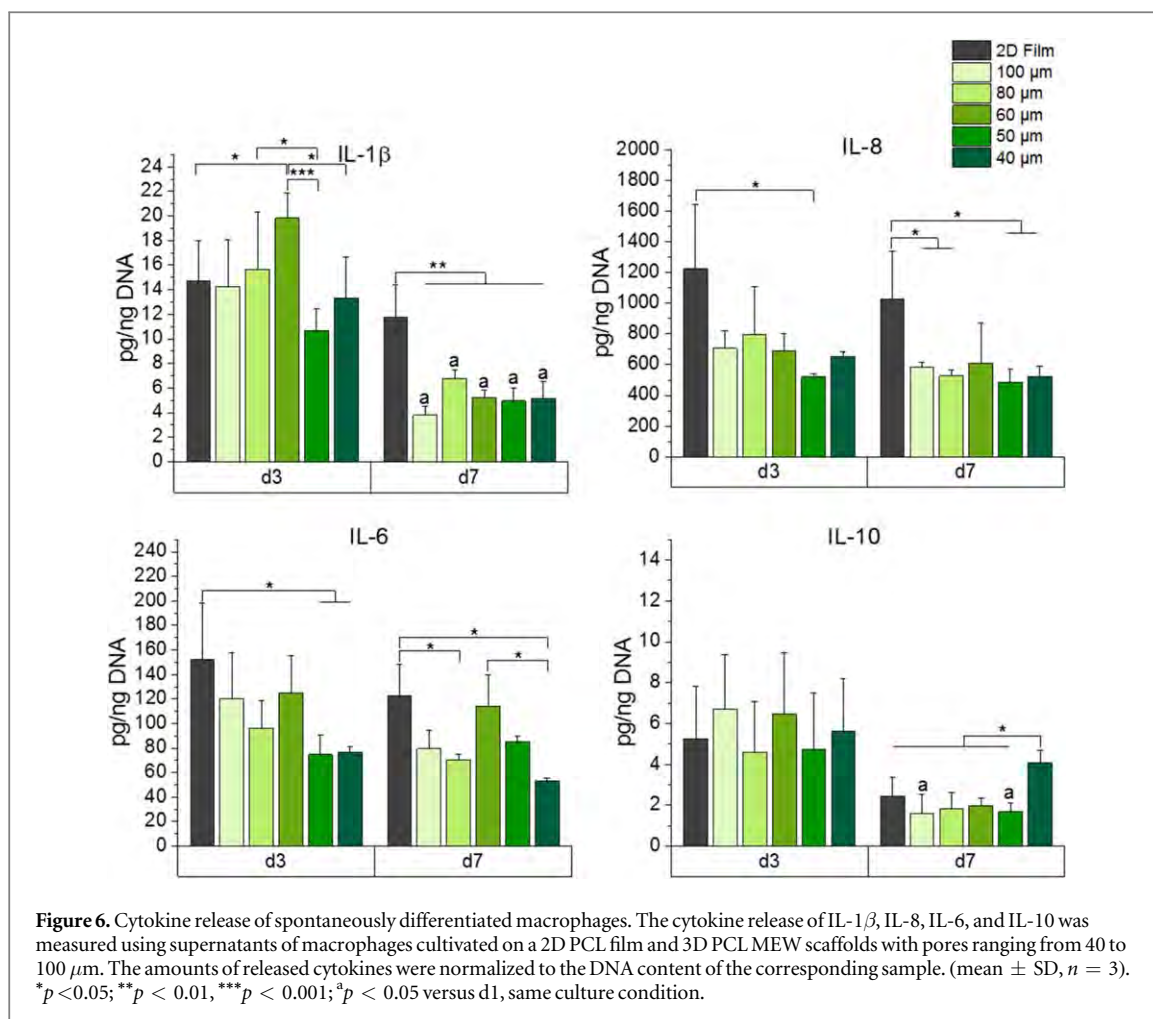 2D Film
100 µm
80 µm
60 µm
50 µm
40 µm
IL-1β
pg/ng DNA
24
22
20
18
16
14
12
10
8
6
4
2
0
*
*
*
***
**
a
a
a
a
a
d3
d7
IL-8
pg/ng DNA
2000
1800
1600
1400
1200
1000
800
600
400
200
0
*
*
*
d3
d7
IL-6
pg/ng DNA
240
220
200
180
160
140
120
100
80
60
40
20
0
*
*
*
*
d3
d7
IL-10
pg/ng DNA
14
12
10
8
6
4
2
0
*
a
a
d3
d7
Figure 6. Cytokine release of spontaneously differentiated macrophages. The cytokine release of IL-1β, IL-8, IL-6, and IL-10 was
measured using supernatants of macrophages cultivated on a 2D PCL film and 3D PCL MEW scaffolds with pores ranging from 40 to
100 μm. The amounts of released cytokines were normalized to the DNA content of the corresponding sample. (mean ± SD, n = 3).
*p <0.05; **p < 0.01, ***p < 0.001; ᵃp < 0.05 versus d1, same culture condition.